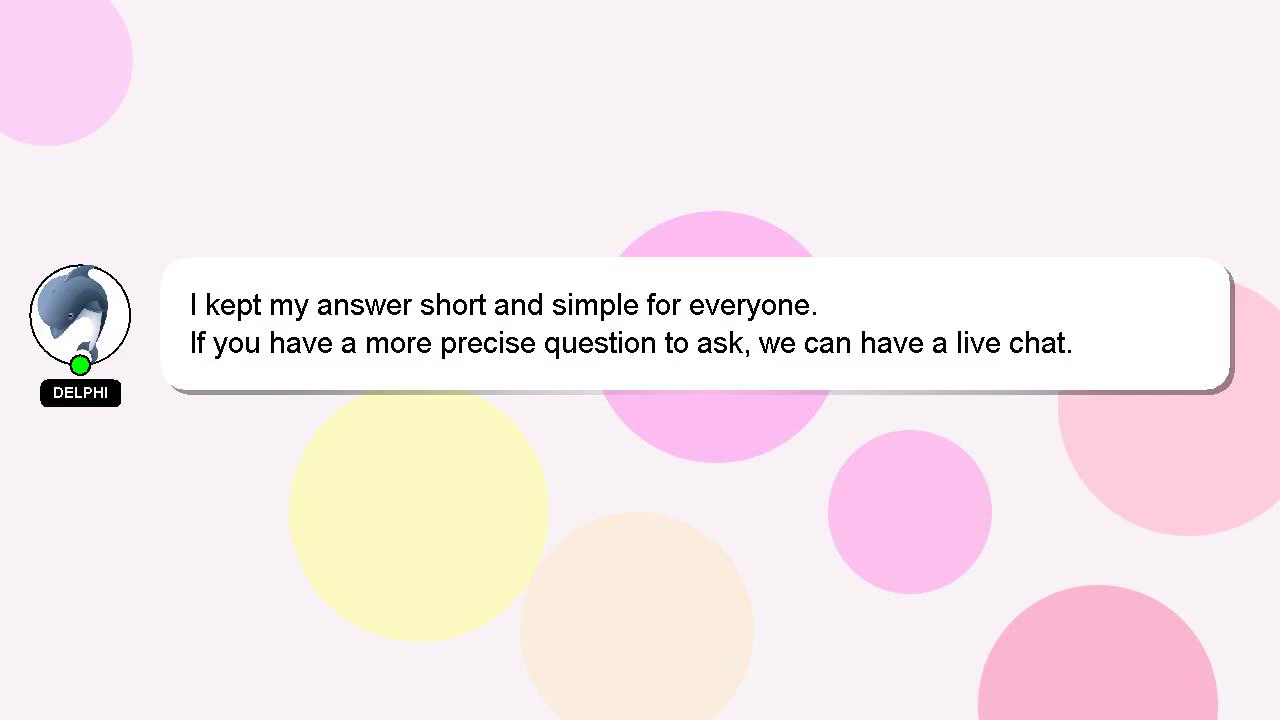 I kept my answer short and simple for everyone.
If you have a more precise question to ask, we can have a live chat.
DELPHI